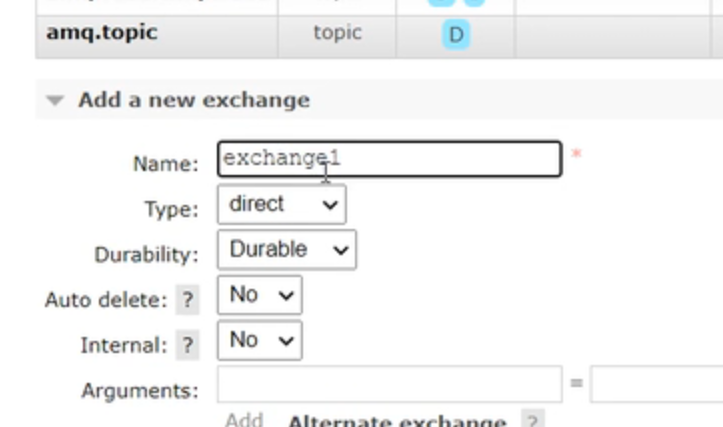 amq.topic topic D
Add a new exchange
Name: exchange1 *
Type: direct
Durability: Durable
Auto delete: ? No
Internal: ? No
Arguments: =
Add Alternate exchange ?